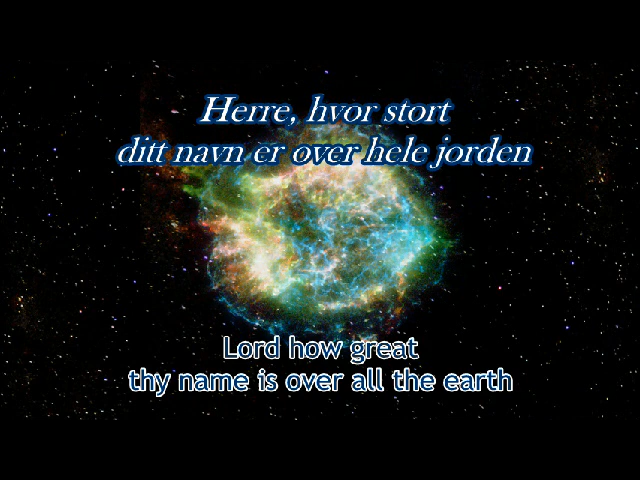 Herre, hvor stort
ditt navn er over hele jorden
Lord how great
thy name is over all the earth